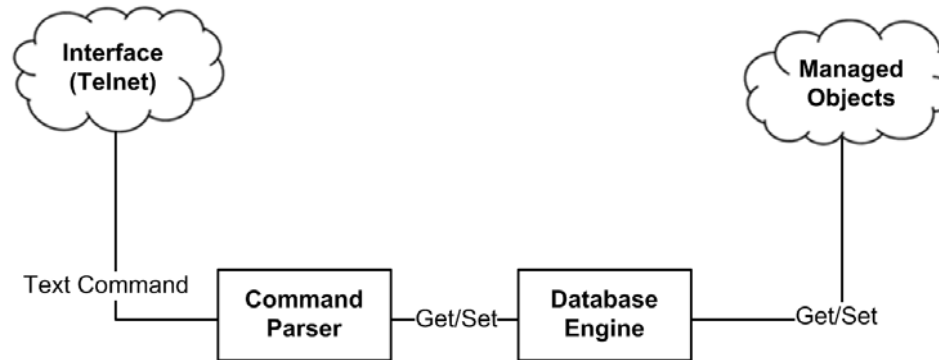 Interface
(Telnet)
Managed
Objects
Text Command
Command
Parser
Get/Set
Database
Engine
Get/Set